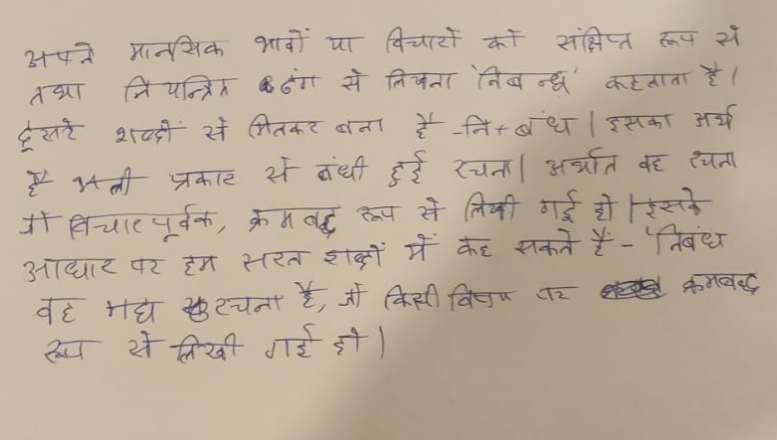 अपने मानसिक भावों या विचारों को संक्षिप्त रूप से
तथा नियन्त्रित ढंग से लिखना 'निबन्ध' कहलाता है।
दूसरे शब्दों से मिलकर बना है -नि+बंध। इसका अर्थ
है भली प्रकार से बंधी हुई रचना। अर्थात वह रचना
जो विचारपूर्वक, क्रमबद्ध रूप से लिखी गई हो। इसके
आधार पर हम सरल शब्दों में कह सकते हैं - 'निबंध
वह गद्य रचना है, जो किसी विषय पर क्रमबद्ध
रूप से लिखी गई हो।